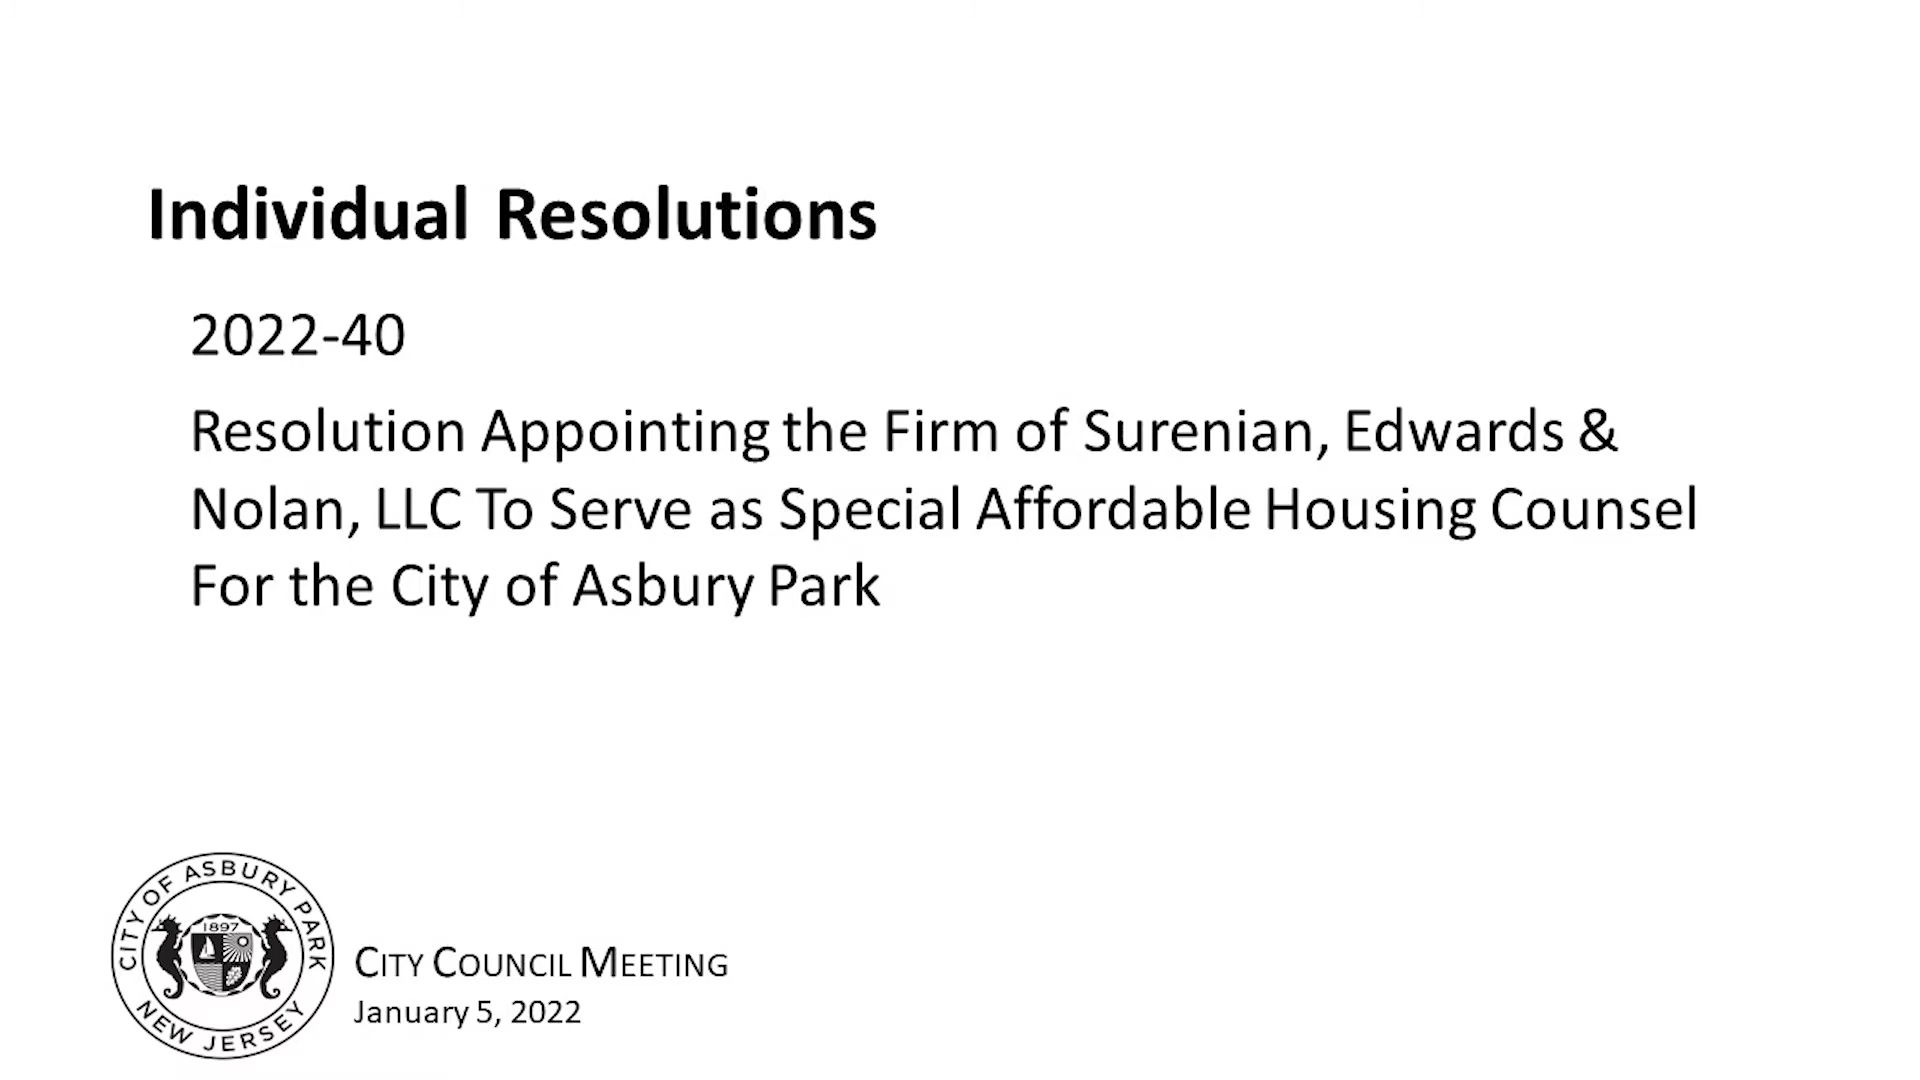 Individual Resolutions
2022-40
Resolution Appointing the Firm of Surenian, Edwards &
Nolan, LLC To Serve as Special Affordable Housing Counsel
For the City of Asbury Park
CITY OF ASBURY PARK
1897
NEW JERSEY
CITY COUNCIL MEETING
January 5, 2022